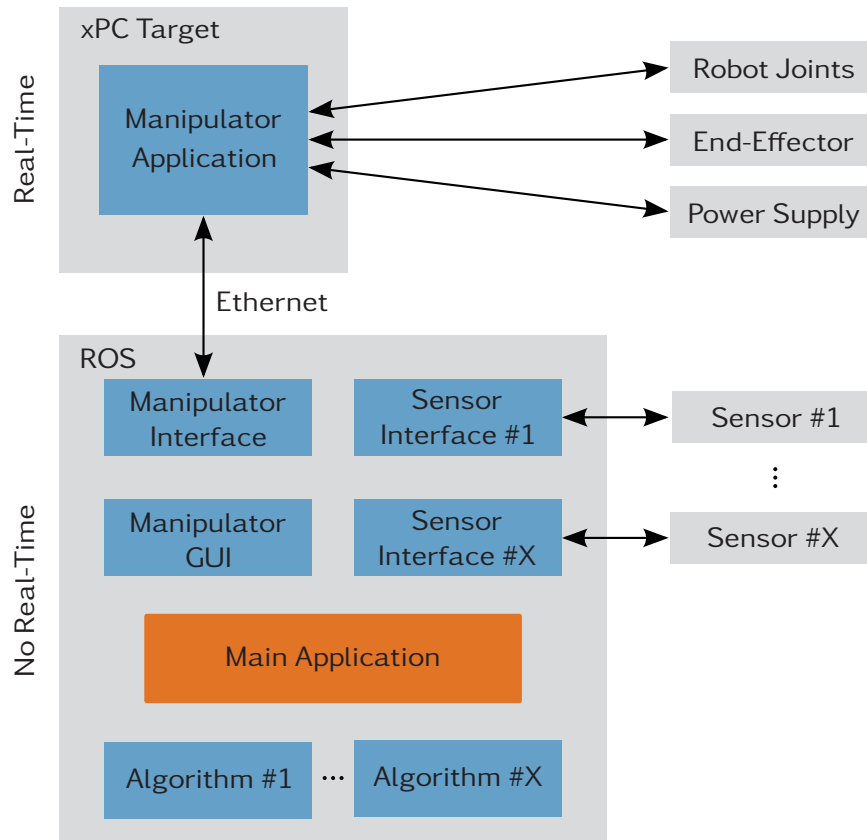 Real-Time
xPC Target
Manipulator
Application
Robot Joints
End-Effector
Power Supply
Ethernet
No Real-Time
ROS
Manipulator
Interface
Sensor
Interface #1
Sensor #1
...
Manipulator
GUI
Sensor
Interface #X
Sensor #X
Main Application
Algorithm #1
...
Algorithm #X